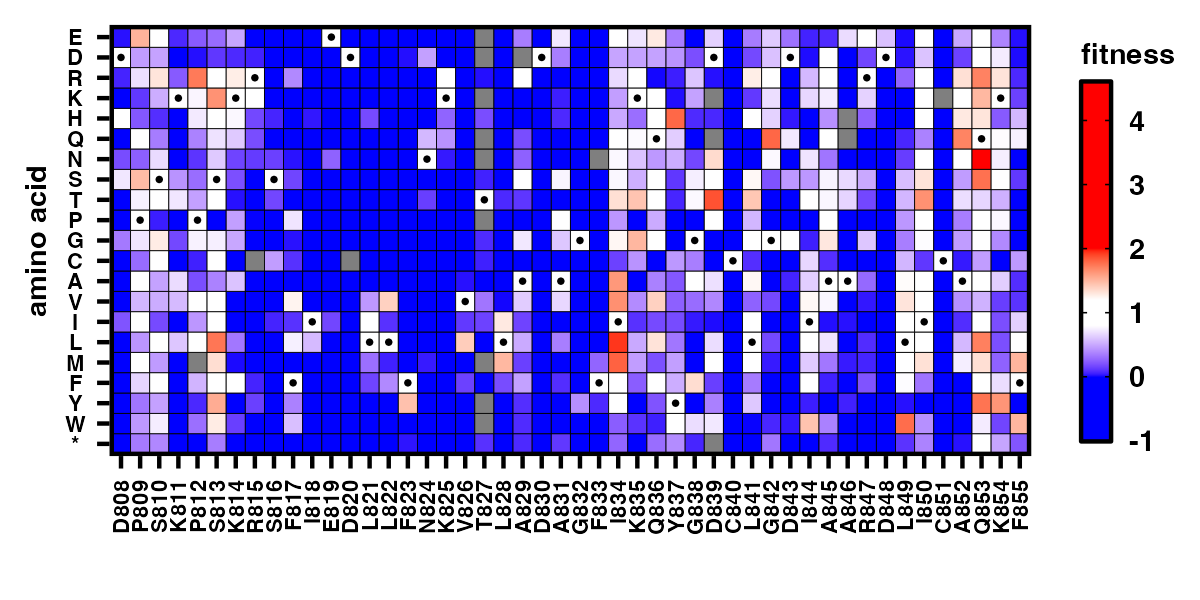 fitness
4
3
2
1
0
-1
amino acid
E
D
R
K
H
Q
N
S
T
P
G
C
A
V
I
L
M
F
Y
W
*
D808
P809
S810
K811
P812
S813
K814
R815
S816
F817
I818
E819
D820
L821
L822
F823
N824
K825
V826
T827
L828
A829
D830
A831
G832
F833
I834
K835
Q836
Y837
G838
D839
C840
L841
G842
D843
I844
A845
A846
R847
D848
L849
I850
C851
A852
Q853
K854
F855